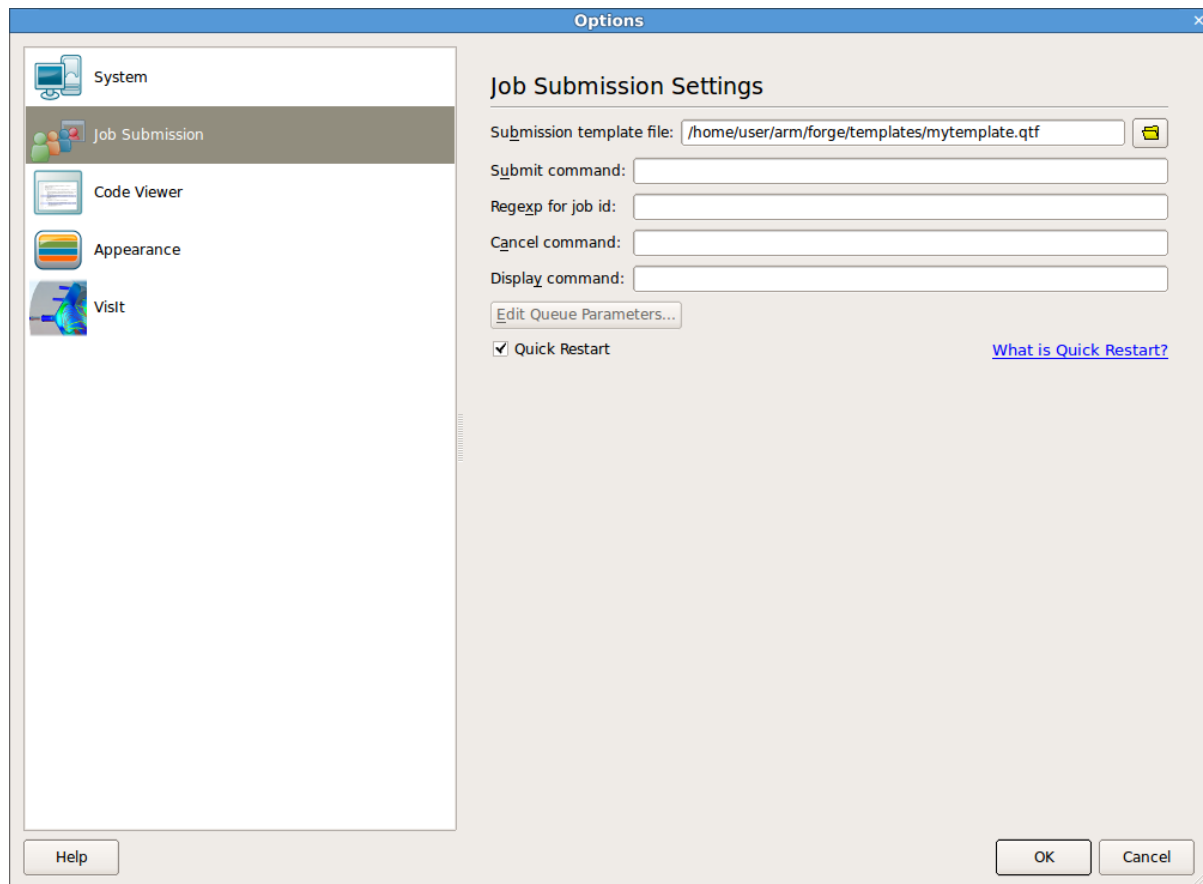 Options
System
Job Submission
Code Viewer
Appearance
VisIt
Job Submission Settings
Submission template file: /home/user/arm/forge/templates/mytemplate.qtf
Submit command:
Regexp for job id:
Cancel command:
Display command:
Edit Queue Parameters...
Quick Restart What is Quick Restart?
Help OK Cancel